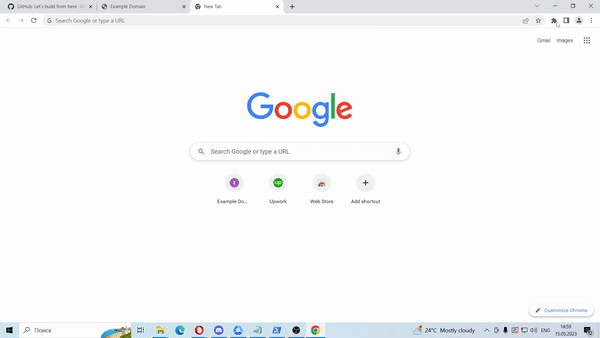 GitHub: Let's build from here · G
Example Domain
New Tab
Search Google or type a URL
Gmail Images
Google
Search Google or type a URL
Example Do... Upwork Web Store Add shortcut
Customize Chrome
Поиск
24°C Mostly cloudy
ENG
14:59
15.05.2023